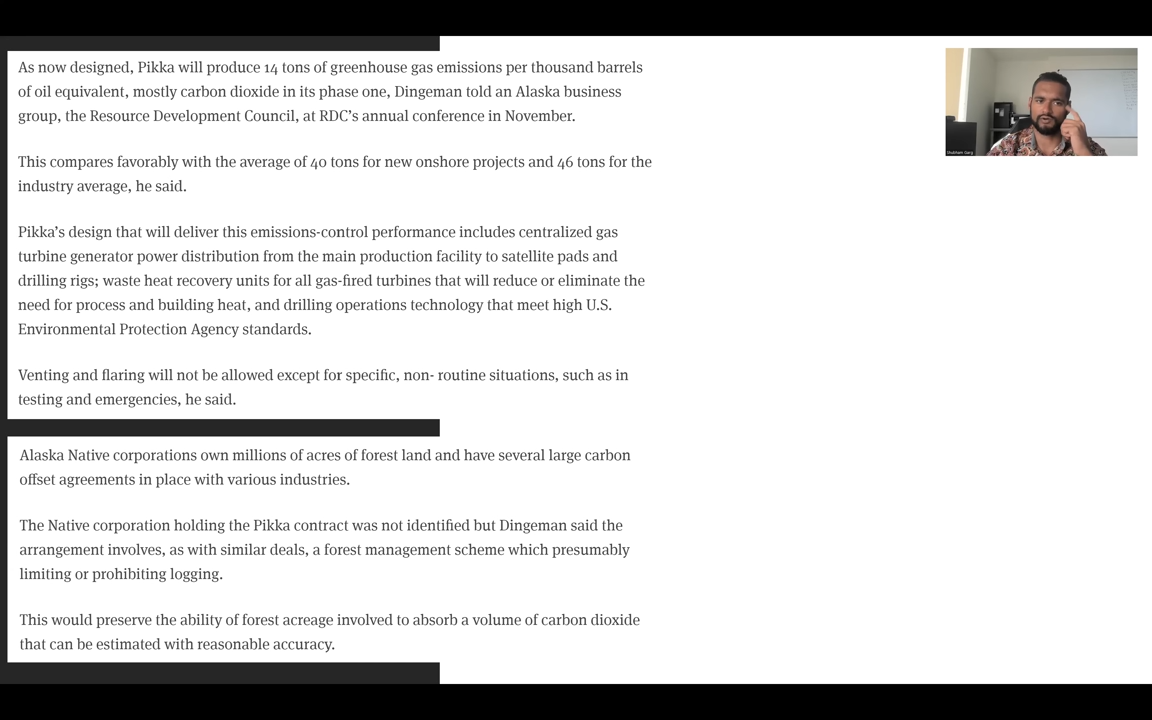 As now designed, Pikka will produce 14 tons of greenhouse gas emissions per thousand barrels
of oil equivalent, mostly carbon dioxide in its phase one, Dingeman told an Alaska business
group, the Resource Development Council, at RDC’s annual conference in November.
This compares favorably with the average of 40 tons for new onshore projects and 46 tons for the
industry average, he said.
Pikka’s design that will deliver this emissions-control performance includes centralized gas
turbine generator power distribution from the main production facility to satellite pads and
drilling rigs; waste heat recovery units for all gas-fired turbines that will reduce or eliminate the
need for process and building heat, and drilling operations technology that meet high U.S.
Environmental Protection Agency standards.
Venting and flaring will not be allowed except for specific, non- routine situations, such as in
testing and emergencies, he said.
Alaska Native corporations own millions of acres of forest land and have several large carbon
offset agreements in place with various industries.
The Native corporation holding the Pikka contract was not identified but Dingeman said the
arrangement involves, as with similar deals, a forest management scheme which presumably
limiting or prohibiting logging.
This would preserve the ability of forest acreage involved to absorb a volume of carbon dioxide
that can be estimated with reasonable accuracy.
Shubham Garg